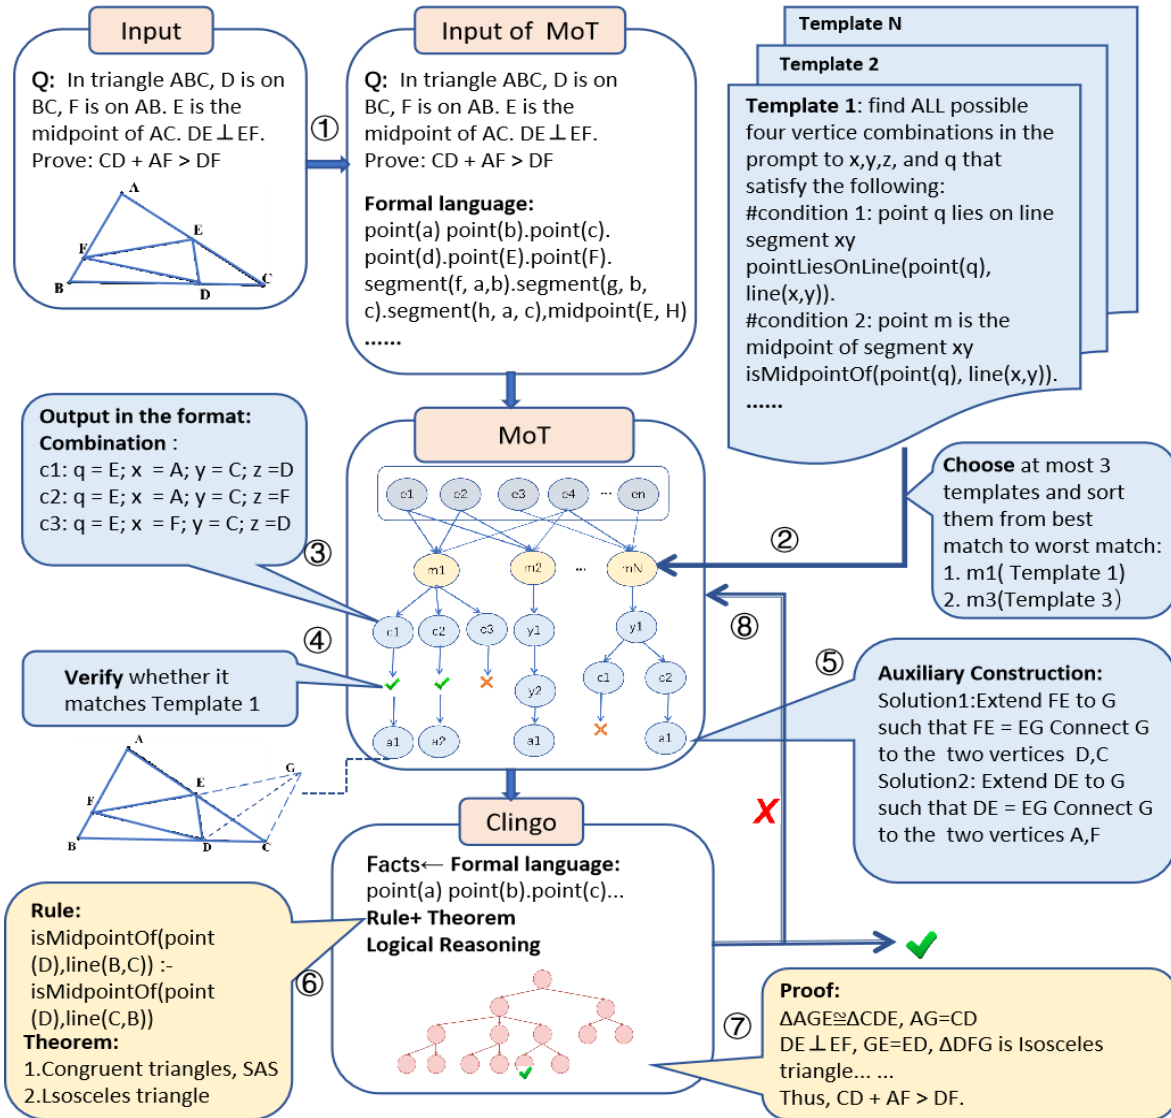 Input
Q: In triangle ABC, D is on
BC, F is on AB. E is the
midpoint of AC. DE⊥EF.
Prove: CD + AF > DF
A
E
F
B
D
C
①
Input of MoT
Q: In triangle ABC, D is on
BC, F is on AB. E is the
midpoint of AC. DE⊥EF.
Prove: CD + AF > DF
Formal language:
point(a) point(b).point(c).
point(d).point(E).point(F).
segment(f, a,b).segment(g, b,
c).segment(h, a, c),midpoint(E, H)
......
Template N
Template 2
Template 1: find ALL possible
four vertice combinations in the
prompt to x,y,z, and q that
satisfy the following:
#condition 1: point q lies on line
segment xy
pointLiesOnLine(point(q),
line(x,y)).
#condition 2: point m is the
midpoint of segment xy
isMidpointOf(point(q), line(x,y)).
......
Output in the format:
Combination :
c1: q = E; x = A; y = C; z =D
c2: q = E; x = A; y = C; z =F
c3: q = E; x = F; y = C; z =D
③
MoT
e1 e2 e3 e4 ... en
m1 m2 ... mN
c1 c2 c3 y1 y1
y2 c1 c2
a1 a2 a1 a1
②
Choose at most 3
templates and sort
them from best
match to worst match:
1. m1( Template 1)
2. m3(Template 3)
④
Verify whether it
matches Template 1
⑧
⑤
Auxiliary Construction:
Solution1:Extend FE to G
such that FE = EG Connect G
to the two vertices D,C
Solution2: Extend DE to G
such that DE = EG Connect G
to the two vertices A,F
A
E
G
F
B
D
C
Clingo
Facts← Formal language:
point(a) point(b).point(c)...
Rule+ Theorem
Logical Reasoning
X
Rule:
isMidpointOf(point
(D),line(B,C)) :-
isMidpointOf(point
(D),line(C,B))
Theorem:
1.Congruent triangles, SAS
2.Lsosceles triangle
⑥
⑦
Proof:
ΔAGE≅ΔCDE, AG=CD
DE⊥EF, GE=ED, ΔDFG is Isosceles
triangle... ...
Thus, CD + AF > DF.